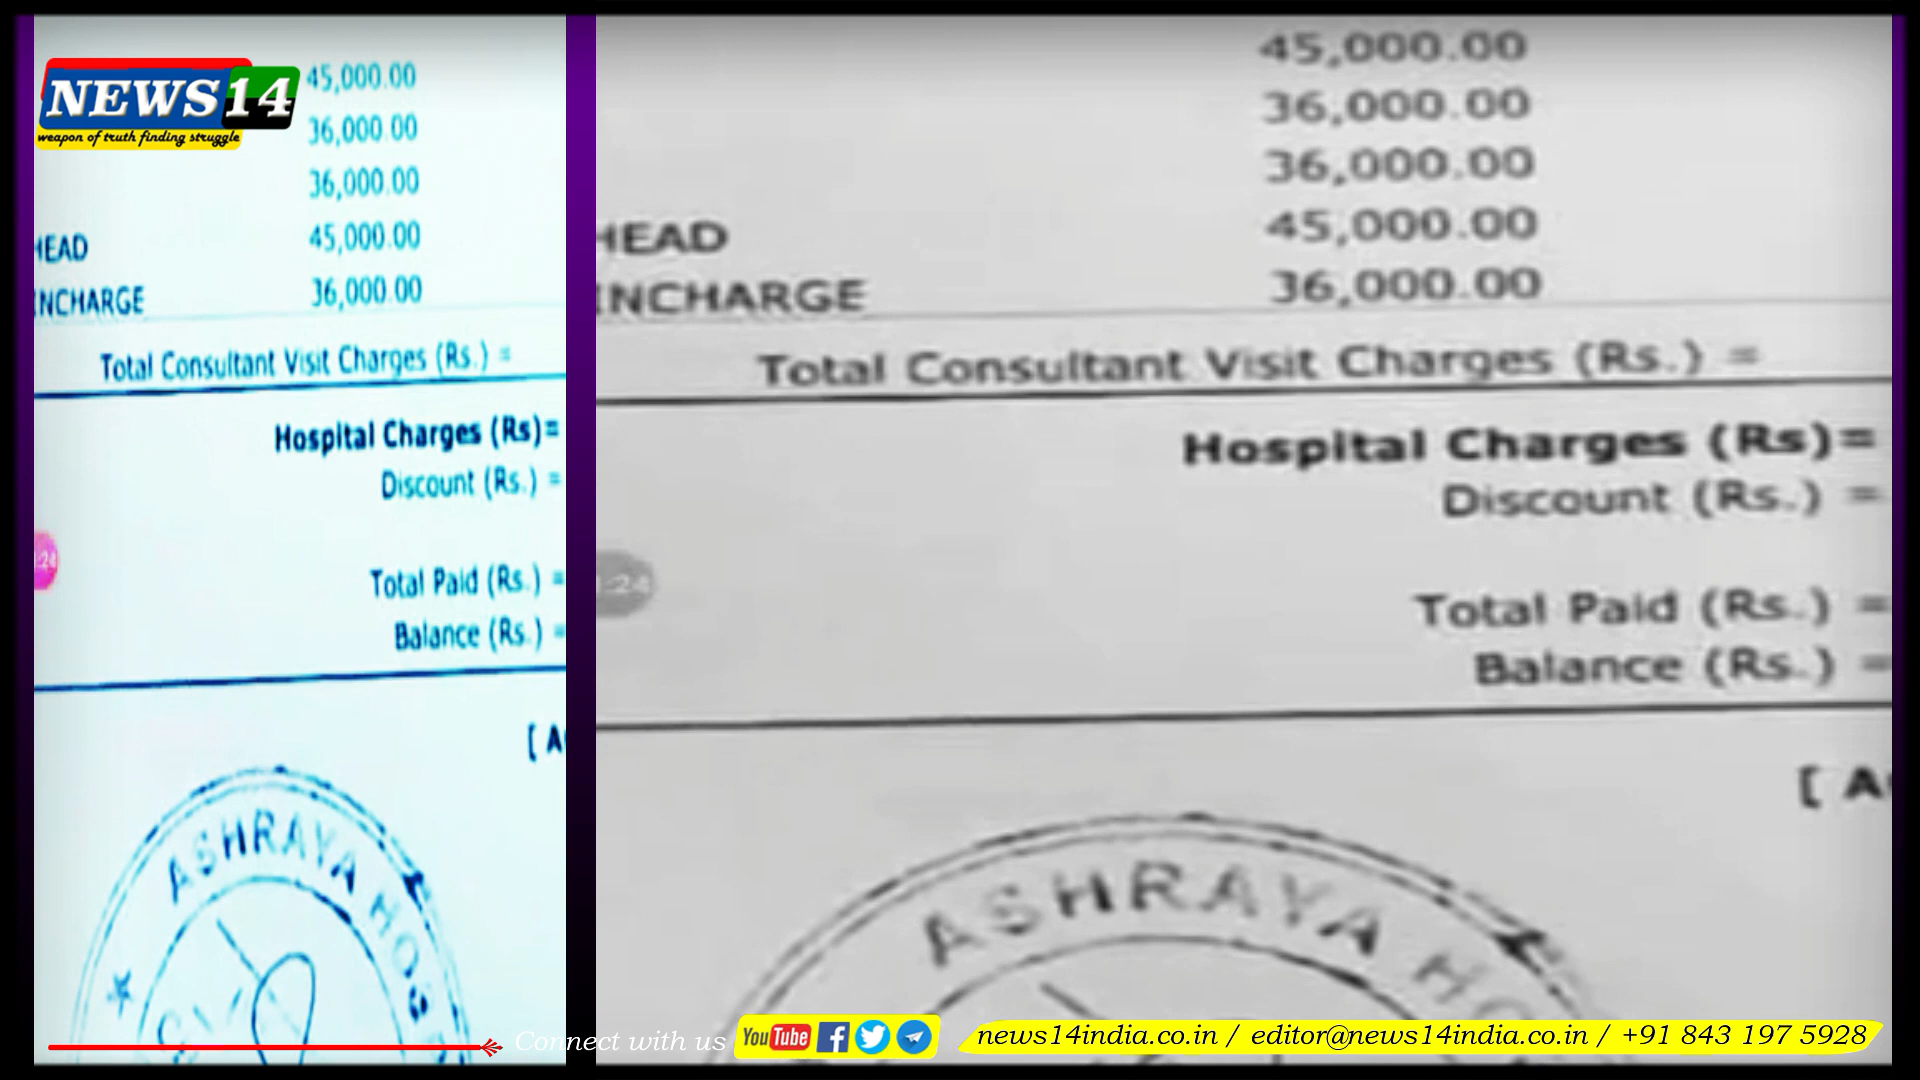 NEWS14
weapon of truth finding struggle
45,000.00
36,000.00
36,000.00
HEAD 45,000.00
INCHARGE 36,000.00
Total Consultant Visit Charges (Rs.) =
Hospital Charges (Rs)=
Discount (Rs.) =
:24
Total Paid (Rs.) =
Balance (Rs.) =
[ A
ASHRAYA HOS
45,000.00
36,000.00
36,000.00
HEAD 45,000.00
ENCHARGE 36,000.00
Total Consultant Visit Charges (Rs.) =
Hospital Charges (Rs)=
Discount (Rs.) =
:24
Total Paid (Rs.) =
Balance (Rs.) =
[ A
ASHRAYA HO
Connect with us YouTube news14india.co.in / editor@news14india.co.in / +91 843 197 5928